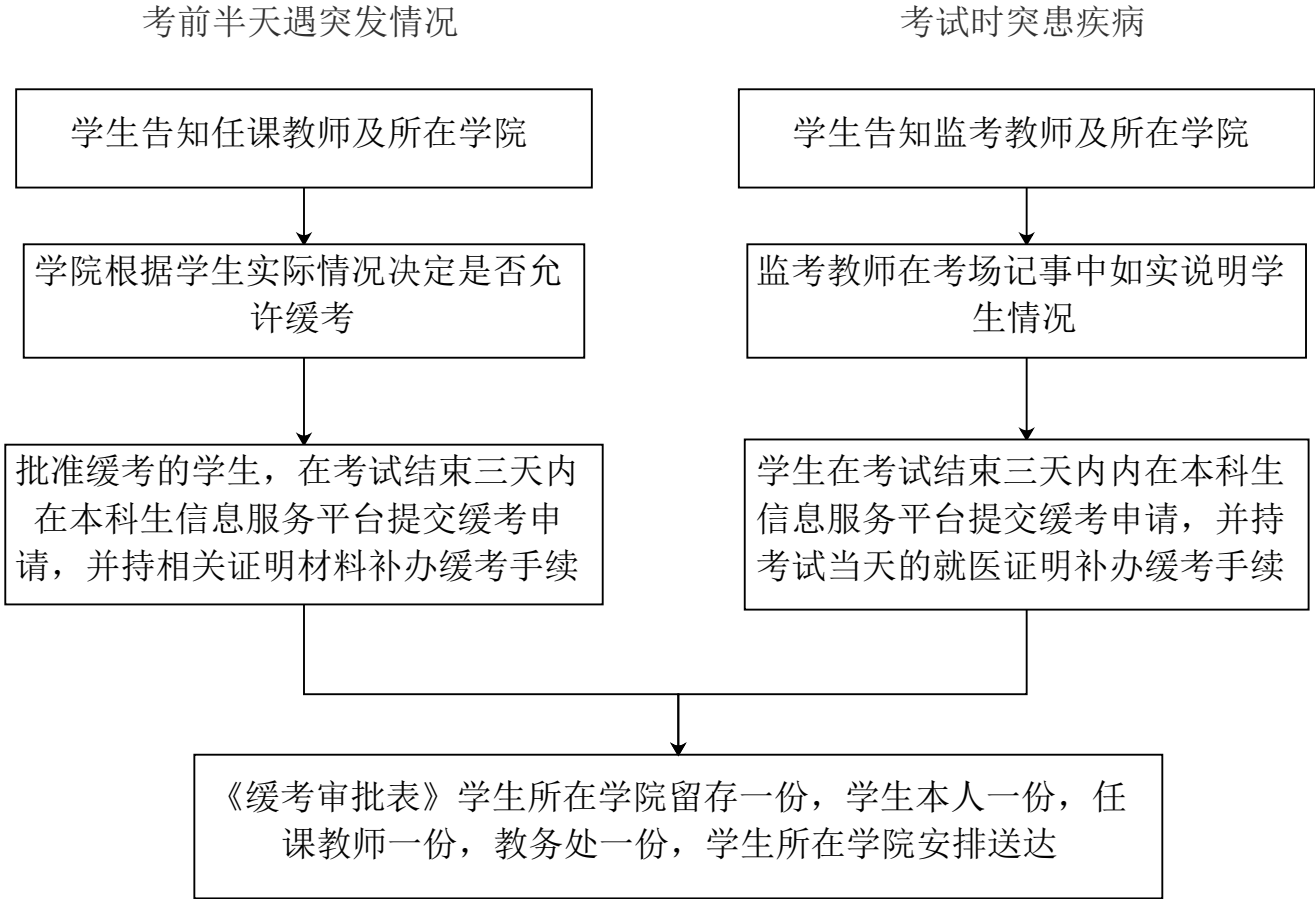 考前半天遇突发情况
考试时突患疾病
学生告知任课教师及所在学院
学生告知监考教师及所在学院
学院根据学生实际情况决定是否允
许缓考
监考教师在考场记事中如实说明学
生情况
批准缓考的学生，在考试结束三天内
在本科生信息服务平台提交缓考申
请，并持相关证明材料补办缓考手续
学生在考试结束三天内内在本科生
信息服务平台提交缓考申请，并持
考试当天的就医证明补办缓考手续
《缓考审批表》学生所在学院留存一份，学生本人一份，任
课教师一份，教务处一份，学生所在学院安排送达